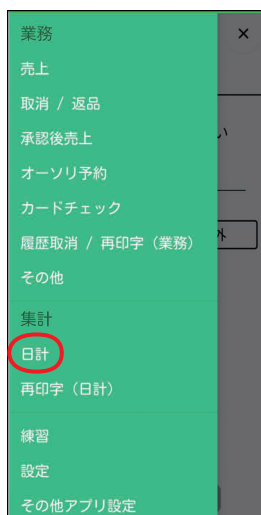 業務
×
売上
取消 / 返品
承認後売上
い
オーソリ予約
カードチェック
履歴取消 / 再印字（業務）
外
その他
集計
日計
再印字（日計）
練習
設定
その他アプリ設定